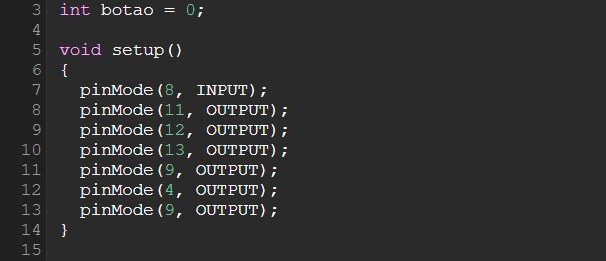 3 int botao = 0;
4
5 void setup()
6 {
7   pinMode(8, INPUT);
8   pinMode(11, OUTPUT);
9   pinMode(12, OUTPUT);
10   pinMode(13, OUTPUT);
11   pinMode(9, OUTPUT);
12   pinMode(4, OUTPUT);
13   pinMode(9, OUTPUT);
14 }
15